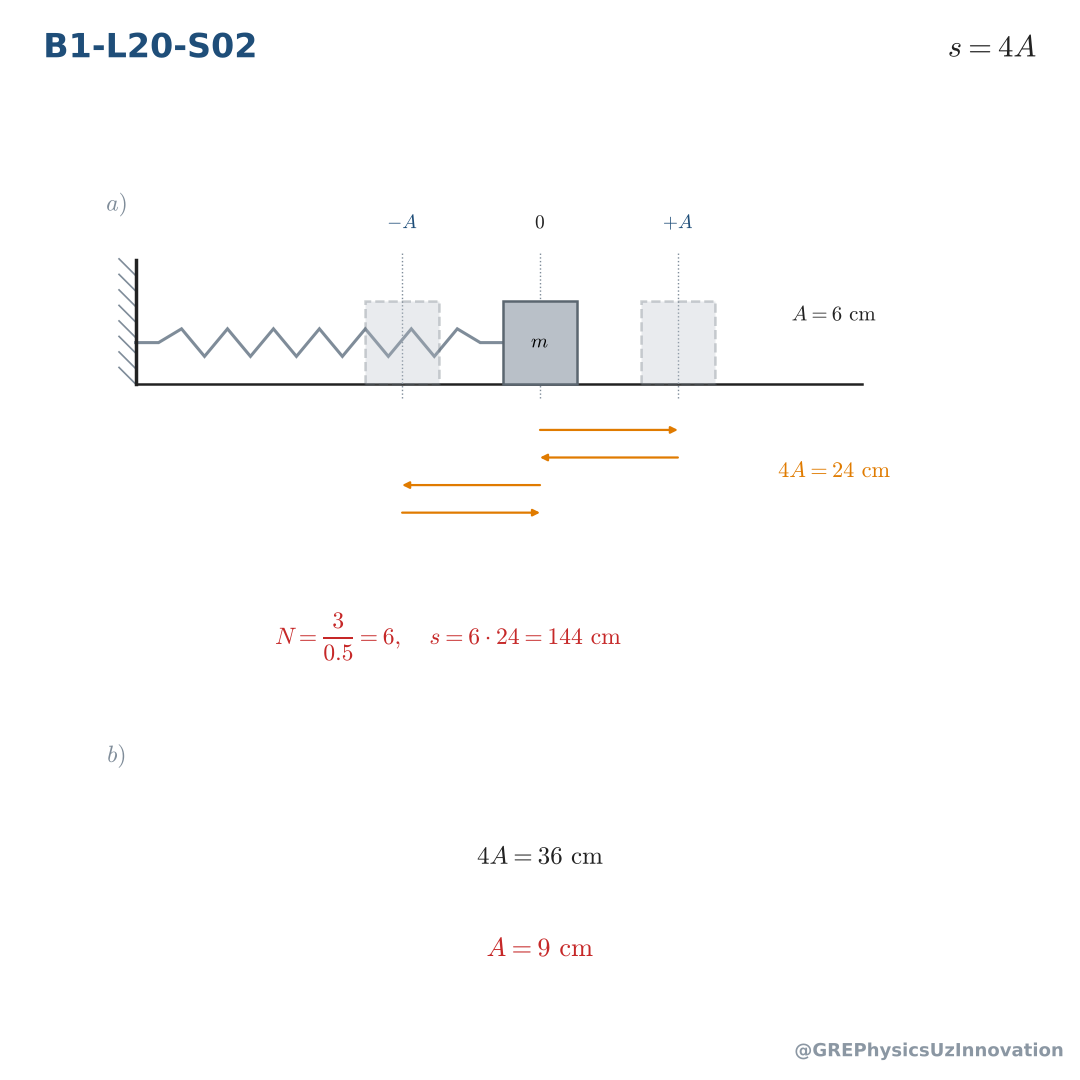 B1-L20-S02
s = 4A
a)
−A 0 +A
A = 6 cm
m
4A = 24 cm
N = 3/0.5 = 6, s = 6 · 24 = 144 cm
b)
4A = 36 cm
A = 9 cm
@GREPhysicsUzInnovation